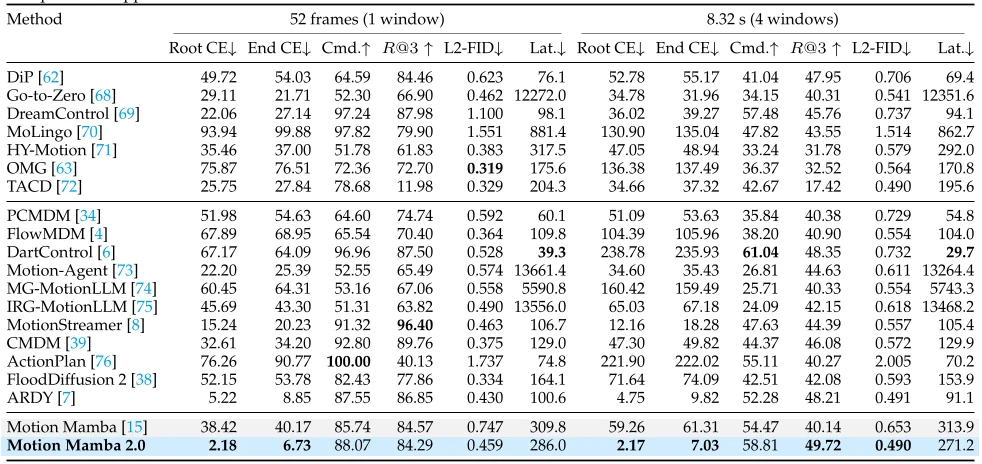 Method 52 frames (1 window) 8.32 s (4 windows)
Root CE↓ End CE↓ Cmd.↑ R@3 ↑ L2-FID↓ Lat.↓ Root CE↓ End CE↓ Cmd.↑ R@3 ↑ L2-FID↓ Lat.↓
DiP [62] 49.72 54.03 64.59 84.46 0.623 76.1 52.78 55.17 41.04 47.95 0.706 69.4
Go-to-Zero [68] 29.11 21.71 52.30 66.90 0.462 12272.0 34.78 31.96 34.15 40.31 0.541 12351.6
DreamControl [69] 22.06 27.14 97.24 87.98 1.100 98.1 36.02 39.27 57.48 45.76 0.737 94.1
MoLingo [70] 93.94 99.88 97.82 79.90 1.551 881.4 130.90 135.04 47.82 43.55 1.514 862.7
HY-Motion [71] 35.46 37.00 51.78 61.83 0.383 317.5 47.05 48.94 33.24 31.78 0.579 292.0
OMG [63] 75.87 76.51 72.36 72.70 0.319 175.6 136.38 137.49 36.37 32.52 0.564 170.8
TACD [72] 25.75 27.84 78.68 11.98 0.329 204.3 34.66 37.32 42.67 17.42 0.490 195.6
PCMDM [34] 51.98 54.63 64.60 74.74 0.592 60.1 51.09 53.63 35.84 40.38 0.729 54.8
FlowMDM [4] 67.89 68.95 65.54 70.40 0.364 109.8 104.39 105.96 38.20 40.90 0.554 104.0
DartControl [6] 67.17 64.09 96.96 87.50 0.528 39.3 238.78 235.93 61.04 48.35 0.732 29.7
Motion-Agent [73] 22.20 25.39 52.55 65.49 0.574 13661.4 34.60 35.43 26.81 44.63 0.611 13264.4
MG-MotionLLM [74] 60.45 64.31 53.16 67.06 0.558 5590.8 160.42 159.49 25.71 40.33 0.554 5743.3
IRG-MotionLLM [75] 45.69 43.30 51.31 63.82 0.490 13556.0 65.03 67.18 24.09 42.15 0.618 13468.2
MotionStreamer [8] 15.24 20.23 91.32 96.40 0.463 106.7 12.16 18.28 47.63 44.39 0.557 105.4
CMDM [39] 32.61 34.20 92.80 89.76 0.375 129.0 47.30 49.82 44.37 46.08 0.572 129.9
ActionPlan [76] 76.26 90.77 100.00 40.13 1.737 74.8 221.90 222.02 55.11 40.27 2.005 70.2
FloodDiffusion 2 [38] 52.15 53.78 82.43 77.86 0.334 164.1 71.64 74.09 42.51 42.08 0.593 153.9
ARDY [7] 5.22 8.85 87.55 86.85 0.430 100.6 4.75 9.82 52.28 48.21 0.491 91.1
Motion Mamba [15] 38.42 40.17 85.74 84.57 0.747 309.8 59.26 61.31 54.47 40.14 0.653 313.9
Motion Mamba 2.0 2.18 6.73 88.07 84.29 0.459 286.0 2.17 7.03 58.81 49.72 0.490 271.2